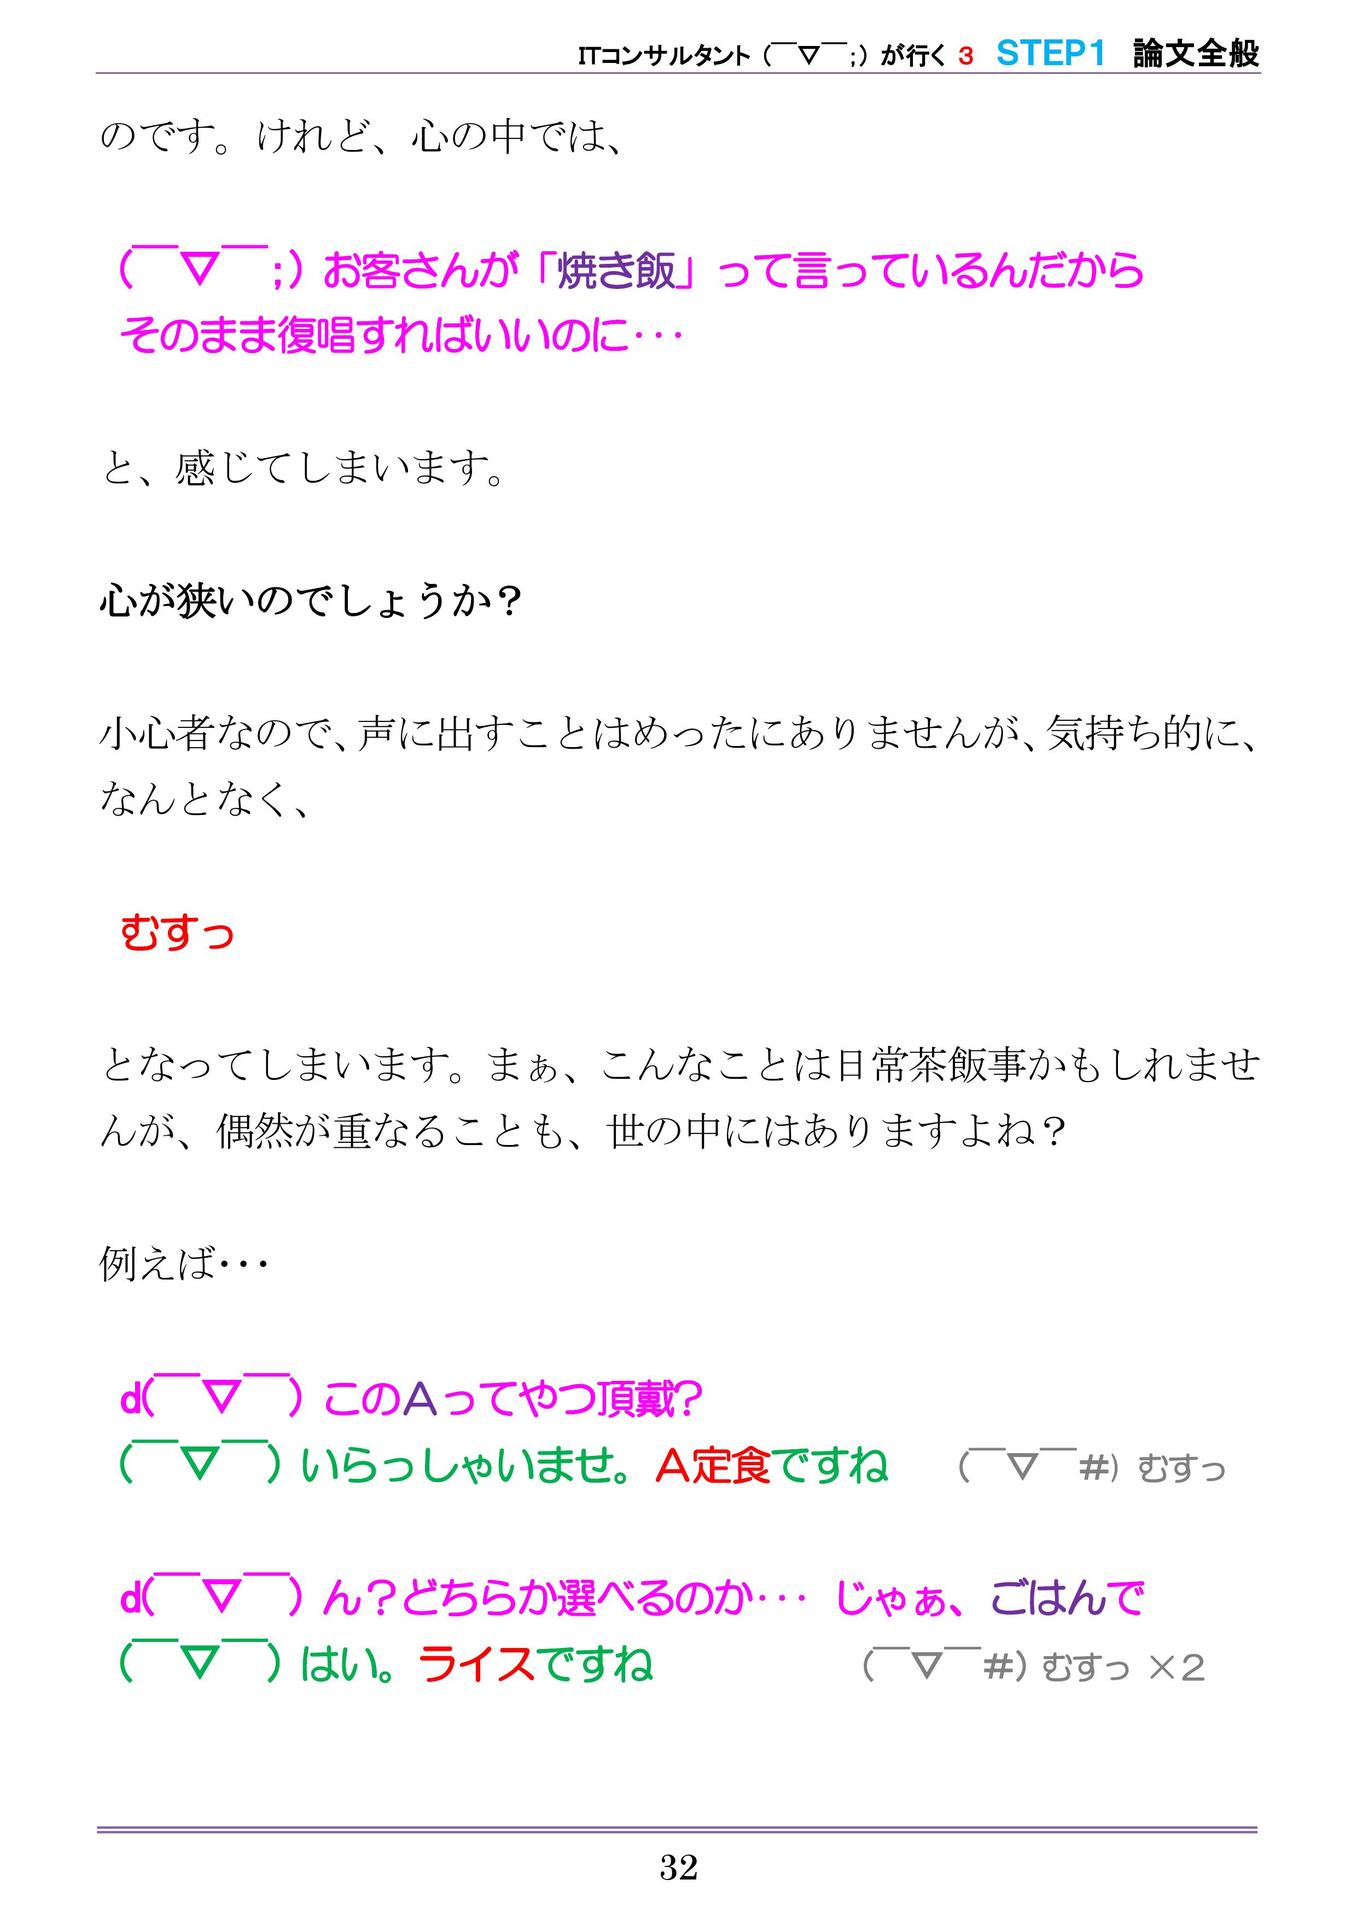 ITコンサルタント（￣▽￣；）が行く 3 STEP1 論文全般
のです。けれど、心の中では、
（￣▽￣；）お客さんが「焼き飯」って言っているんだから
そのまま復唱すればいいのに･･･
と、感じてしまいます。
心が狭いのでしょうか？
小心者なので、声に出すことはめったにありませんが、気持ち的に、
なんとなく、
むすっ
となってしまいます。まぁ、こんなことは日常茶飯事かもしれませ
んが、偶然が重なることも、世の中にはありますよね？
例えば･･･
d(￣▽￣）このＡってやつ頂戴?
（￣▽￣）いらっしゃいませ。Ａ定食ですね （￣▽￣＃）むすっ
d(￣▽￣）ん？どちらか選べるのか･･･ じゃぁ、ごはんで
（￣▽￣）はい。ライスですね （￣▽￣＃）むすっ ×２
32